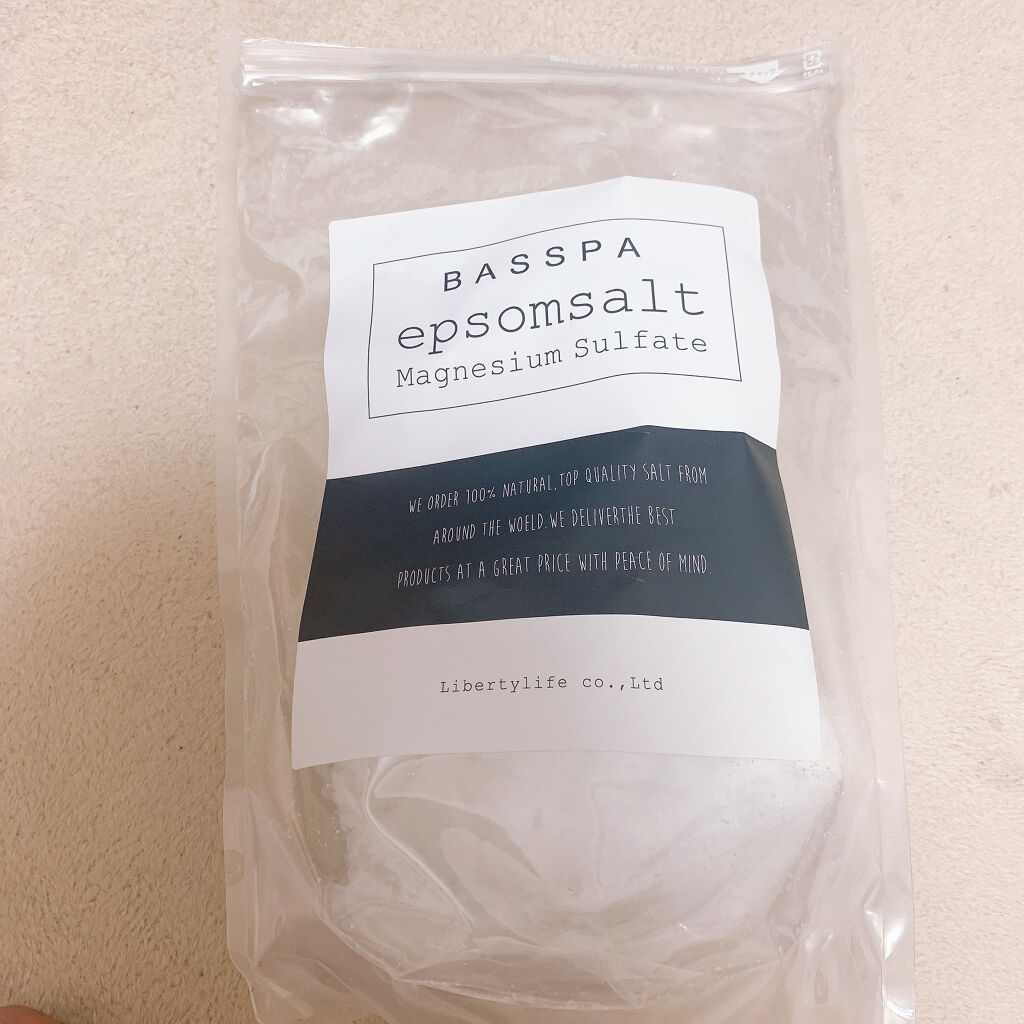 BASSPA
epsomsalt
Magnesium Sulfate
WE ORDER 100% NATURAL,TOP QUALITY SALT FROM
AROUND THE WOELD.WE DELIVERTHE BEST
PRODUCTS AT A GREAT PRICE WITH PEACE OF MIND.
Libertylife co.,Ltd